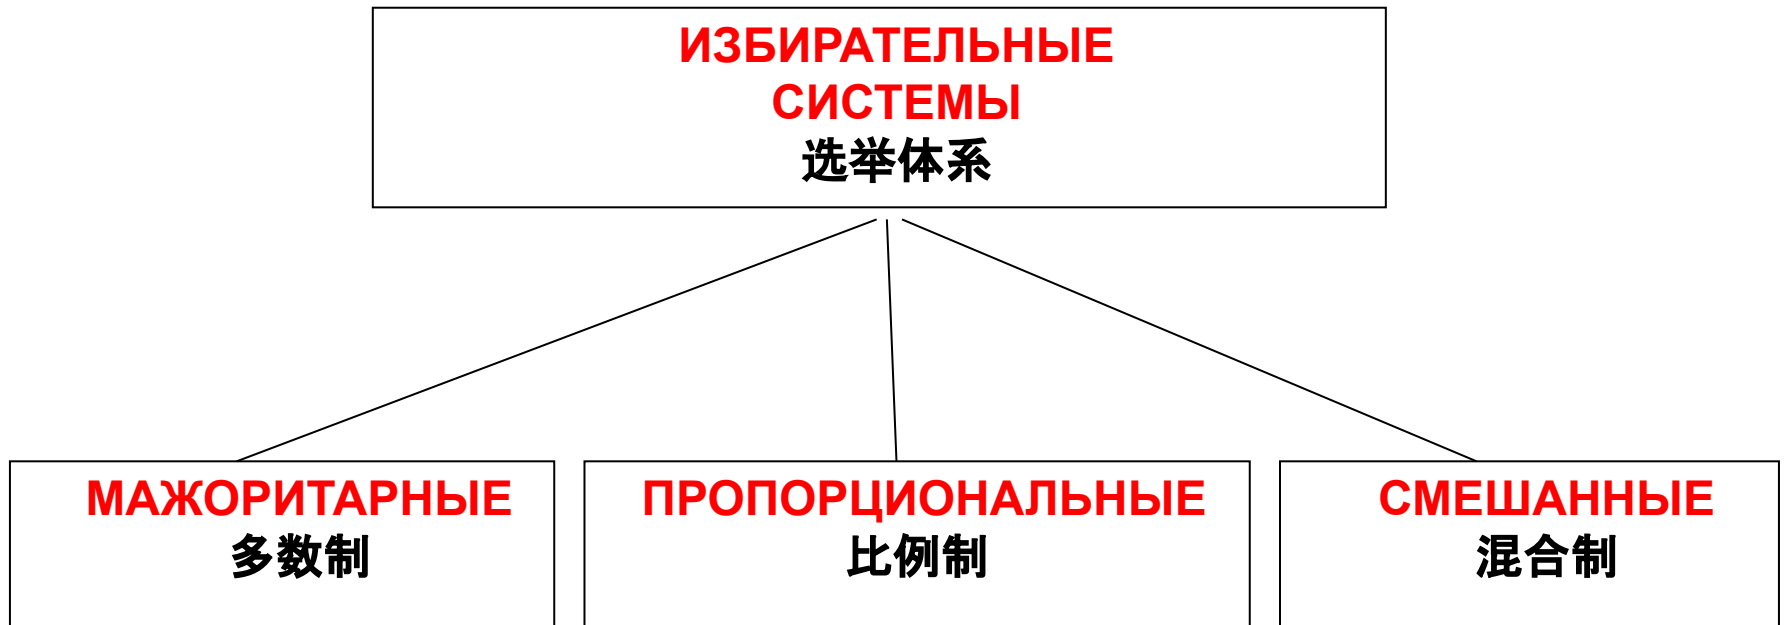 ИЗБИРАТЕЛЬНЫЕ
СИСТЕМЫ
选举体系
МАЖОРИТАРНЫЕ
多数制
ПРОПОРЦИОНАЛЬНЫЕ
比例制
СМЕШАННЫЕ
混合制